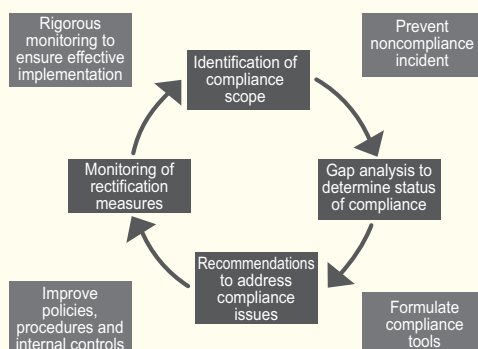 Rigorous
monitoring to
ensure effective
implementation
Prevent
noncompliance
incident
Identification of
compliance
scope
Monitoring of
rectification
measures
Gap analysis to
determine status
of compliance
Recommendations
to address
compliance
issues
Improve
policies,
procedures and
internal controls
Formulate
compliance
tools